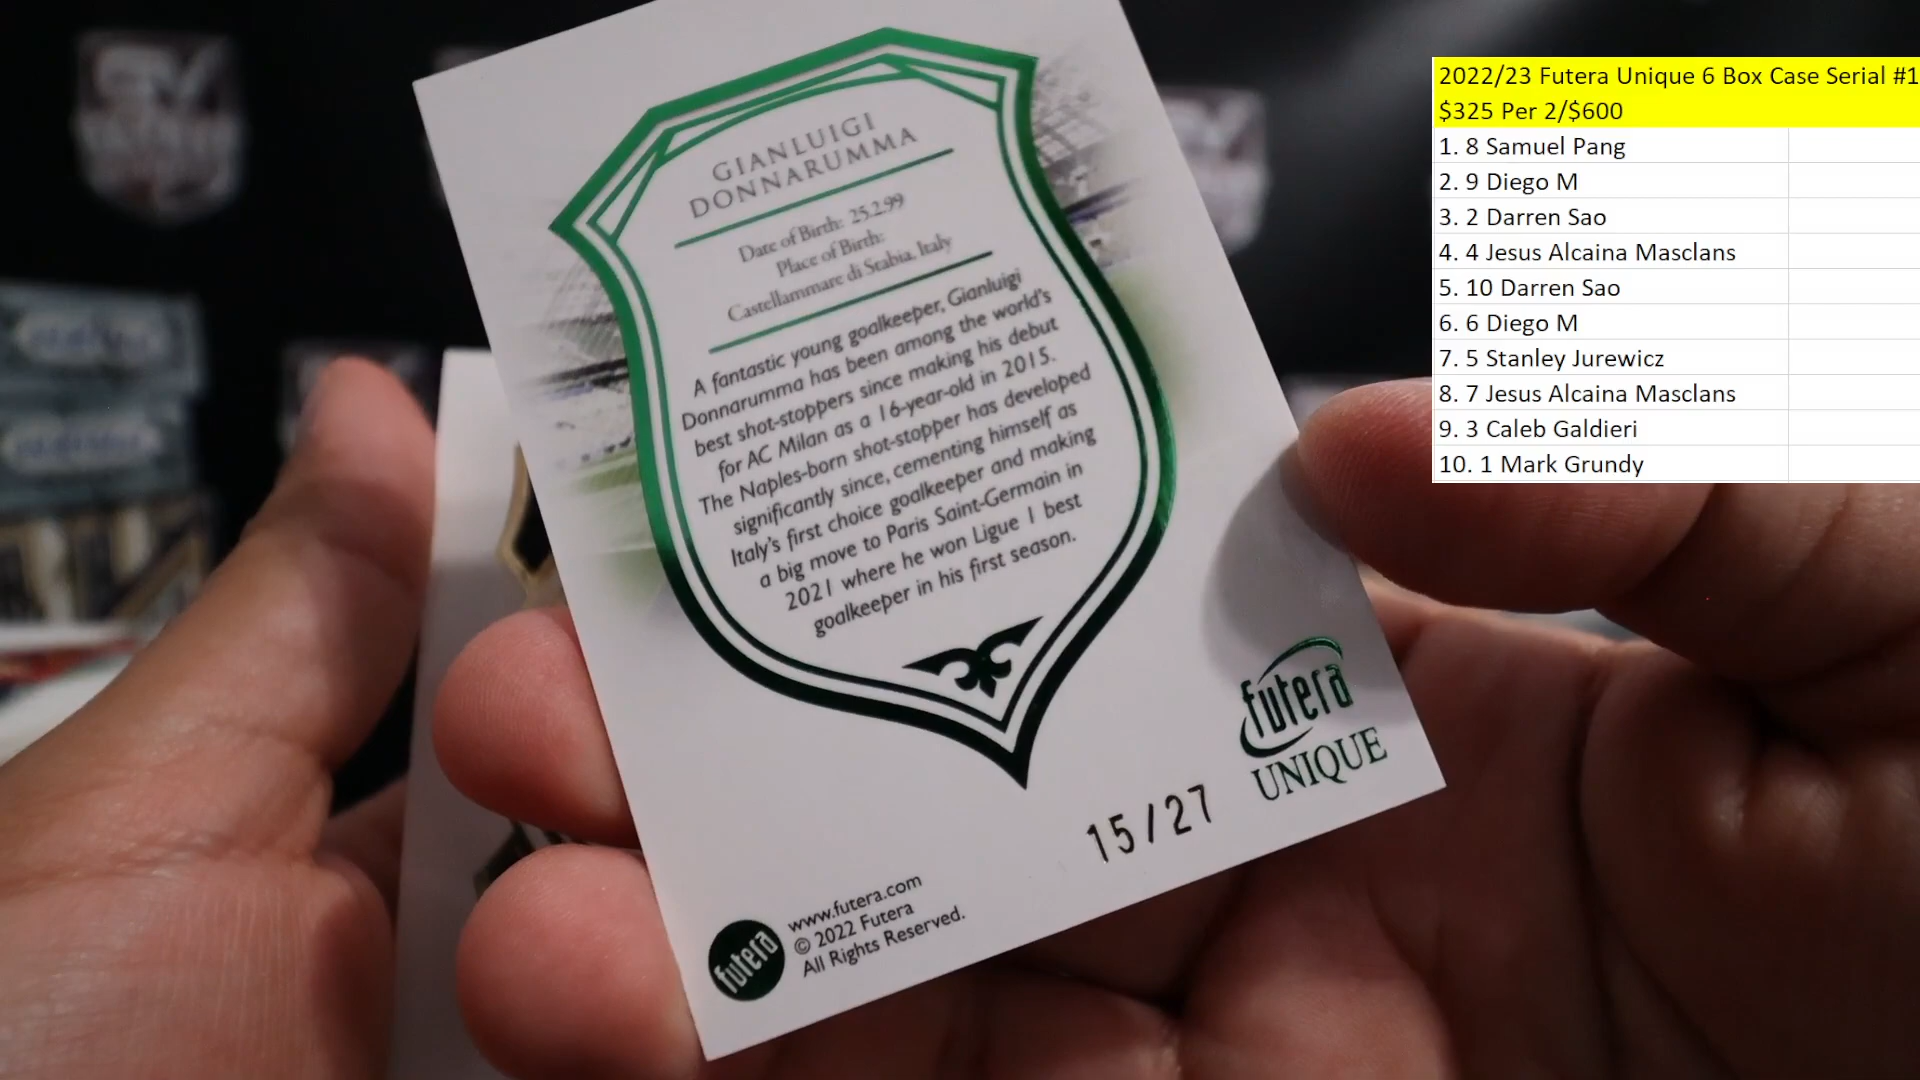 GIANLUIGI
DONNARUMMA
Date of Birth: 25.2.99
Place of Birth:
Castellammare di Stabia, Italy
A fantastic young goalkeeper, Gianluigi
Donnarumma has been among the world's
best shot-stoppers since making his debut
for AC Milan as a 16-year-old in 2015.
The Naples-born shot-stopper has developed
significantly since, cementing himself as
Italy's first choice goalkeeper and making
a big move to Paris Saint-Germain in
2021 where he won Ligue 1 best
goalkeeper in his first season.
futera
UNIQUE
15/27
futera
www.futera.com
© 2022 Futera
All Rights Reserved.
2022/23 Futera Unique 6 Box Case Serial #1
$325 Per 2/$600
1. 8 Samuel Pang
2. 9 Diego M
3. 2 Darren Sao
4. 4 Jesus Alcaina Masclans
5. 10 Darren Sao
6. 6 Diego M
7. 5 Stanley Jurewicz
8. 7 Jesus Alcaina Masclans
9. 3 Caleb Galdieri
10. 1 Mark Grundy